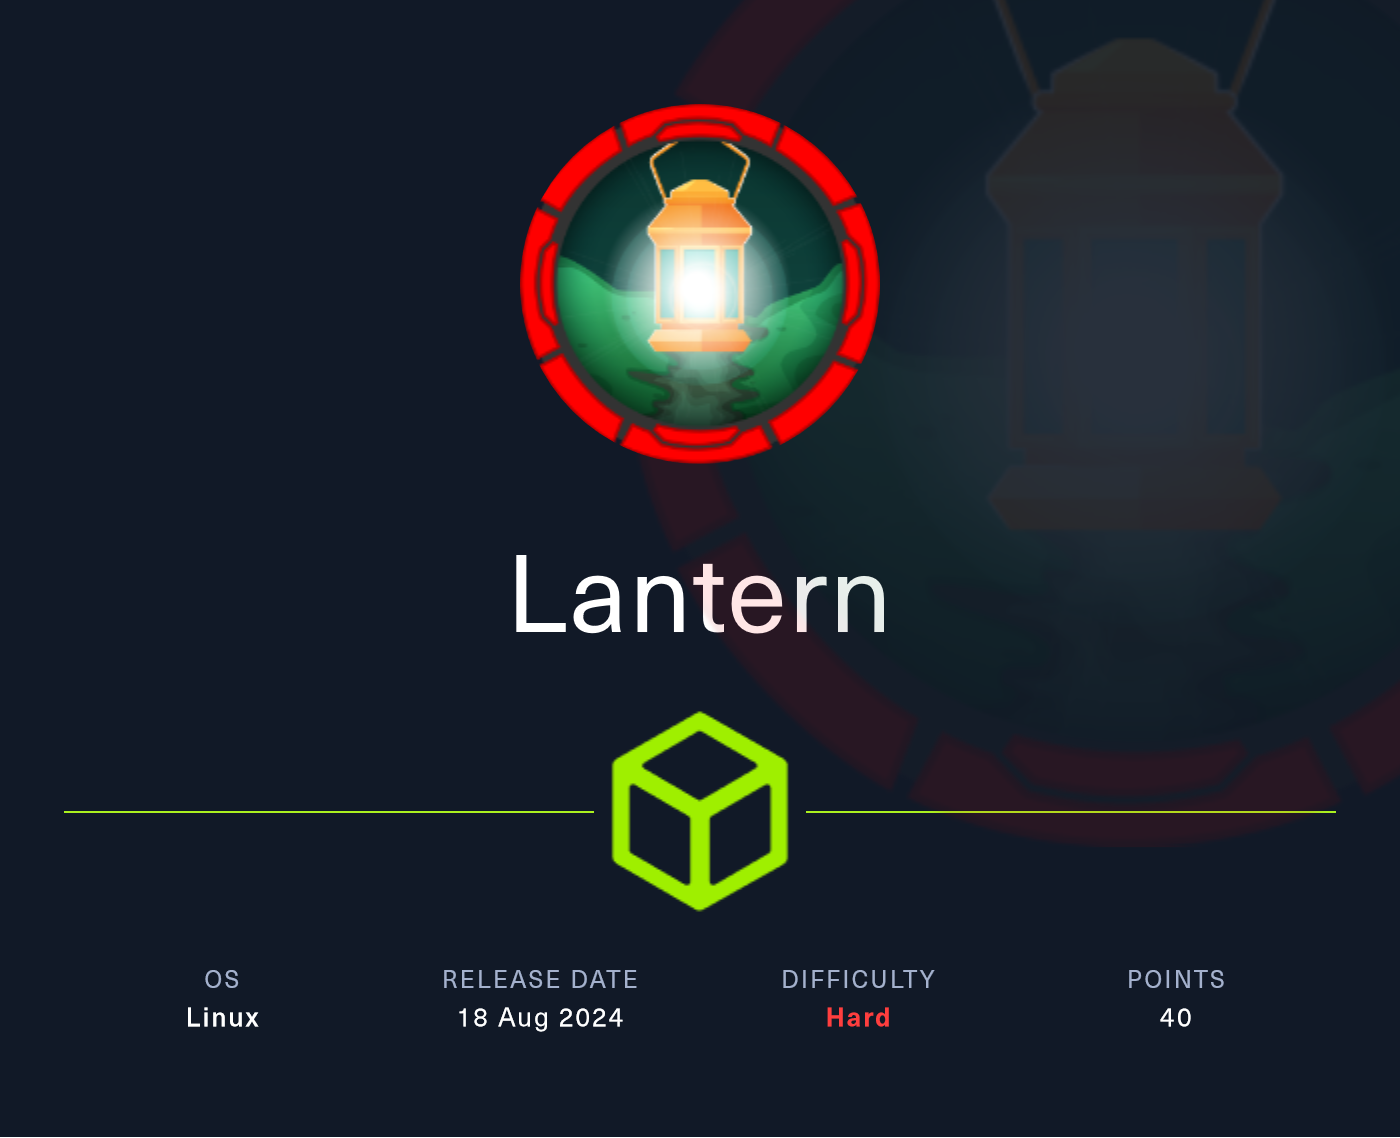 Lantern
OS
Linux
RELEASE DATE
18 Aug 2024
DIFFICULTY
Hard
POINTS
40